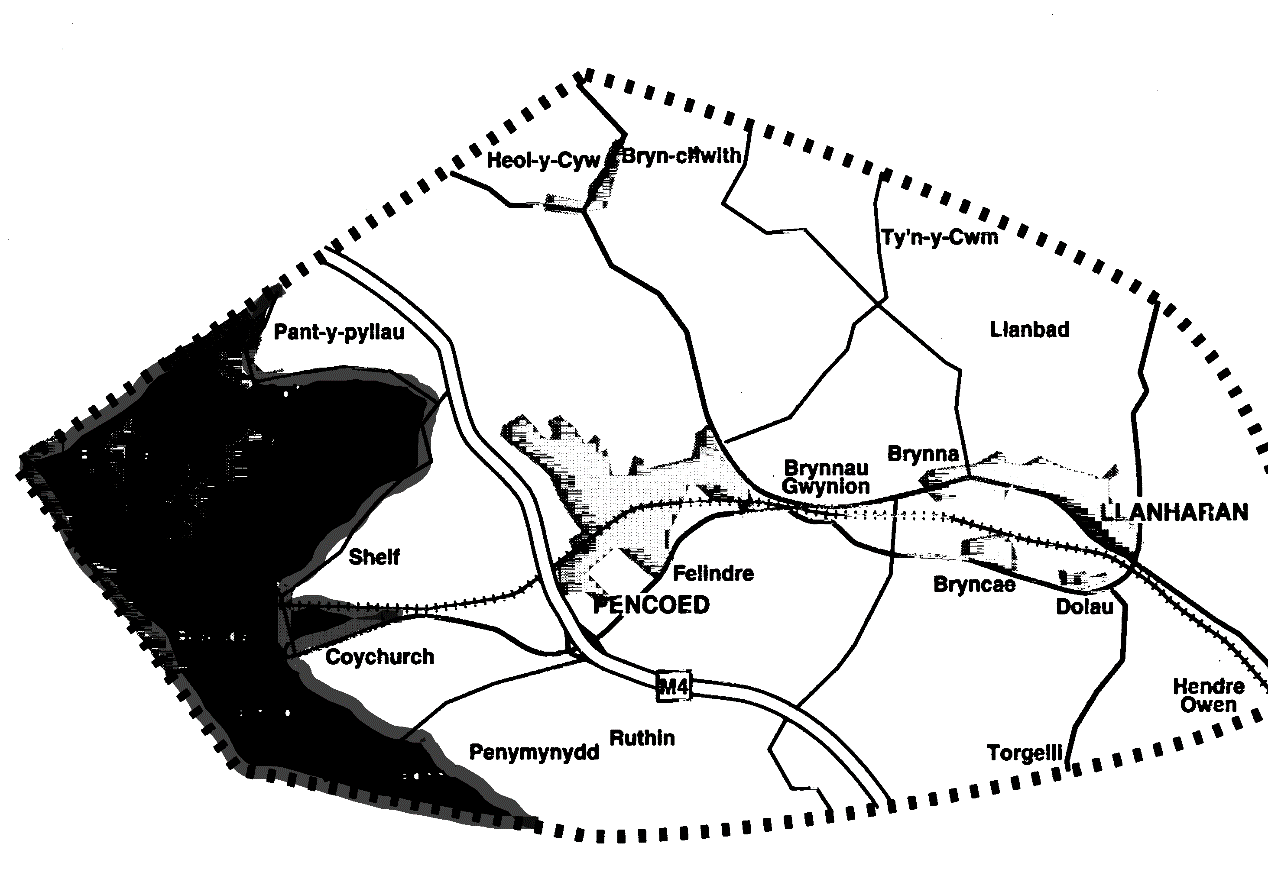 Heol-y-Cyw
Bryn-chwith
Ty'n-y-Cwm
Pant-y-pyllau
Llanbad
Brynna
Brynnau
Gwynion
LLANHARAN
Shelf
Felindre
Bryncae
PENCOED
Dolau
Coychurch
M4
Hendre
Owen
Ruthin
Penymynydd
Torgelli